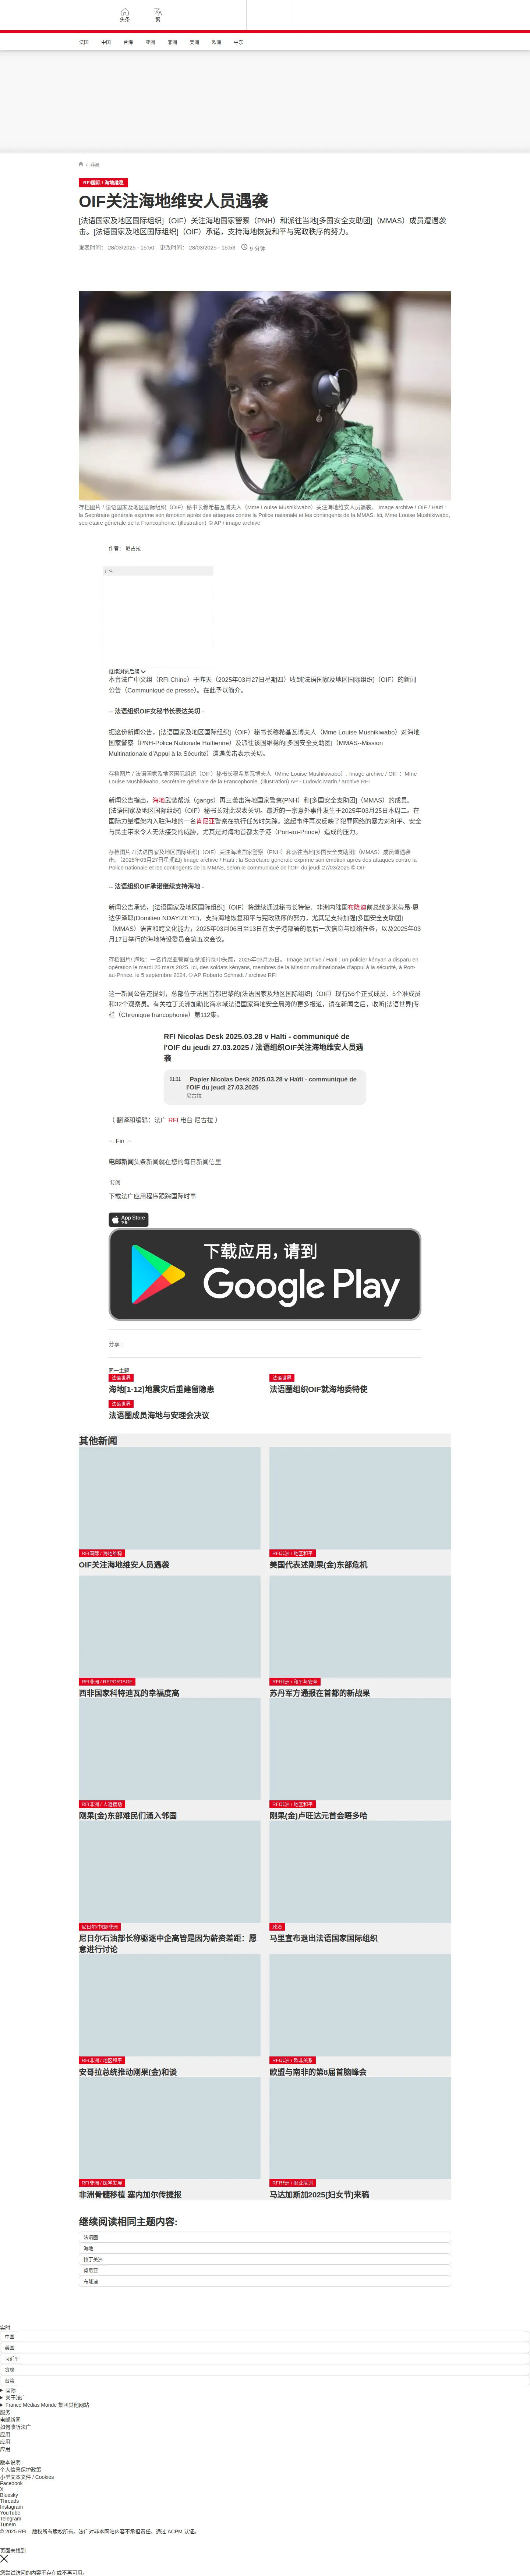 头条
繁
法国
中国
台海
亚洲
非洲
美洲
欧洲
中东
/ 非洲
RFI国际 / 海地维稳
OIF关注海地维安人员遇袭
[法语国家及地区国际组织]（OIF）关注海地国家警察（PNH）和派往当地[多国安全支助团]（MMAS）成员遭遇袭
击。[法语国家及地区国际组织]（OIF）承诺，支持海地恢复和平与宪政秩序的努力。
发表时间： 28/03/2025 - 15:50 更改时间： 28/03/2025 - 15:53 9 分钟
存档图片 / 法语国家及地区国际组织（OIF）秘书长穆希基瓦博夫人（Mme Louise Mushikiwabo）关注海地维安人员遇袭。 Image archive / OIF / Haïti :
la Secrétaire générale exprime son émotion après des attaques contre la Police nationale et les contingents de la MMAS. Ici, Mme Louise Mushikiwabo,
secrétaire générale de la Francophonie. (illustration) © AP / image archive
作者： 尼古拉
广告
继续浏览后续
本台法广中文组（RFI Chine）于昨天（2025年03月27日星期四）收到[法语国家及地区国际组织]（OIF）的新闻
公告（Communiqué de presse）。在此予以简介。
-- 法语组织OIF女秘书长表达关切 -
据这份新闻公告，[法语国家及地区国际组织]（OIF）秘书长穆希基瓦博夫人（Mme Louise Mushikiwabo）对海地
国家警察（PNH-Police Nationale Haïtienne）及派往该国维稳的[多国安全支助团]（MMAS--Mission
Multinationale d’Appui à la Sécurité）遭遇袭击表示关切。
存档图片 / 法语国家及地区国际组织（OIF）秘书长穆希基瓦博夫人（Mme Louise Mushikiwabo）. Image archive / OIF ：Mme
Louise Mushikiwabo, secrétaire générale de la Francophonie. (illustration) AP - Ludovic Marin / archive RFI
新闻公告指出，海地武装帮派（gangs）再三袭击海地国家警察(PNH）和[多国安全支助团]（MMAS）的成员。
[法语国家及地区国际组织]（OIF）秘书长对此深表关切。最近的一次意外事件发生于2025年03月25日本周二。在
国际力量框架内入驻海地的一名肯尼亚警察在执行任务时失踪。这起事件再次反映了犯罪网络的暴力对和平、安全
与民主带来令人无法接受的威胁，尤其是对海地首都太子港（Port-au-Prince）造成的压力。
存档图片 / [法语国家及地区国际组织]（OIF）关注海地国家警察（PNH）和派往当地[多国安全支助团]（MMAS）成员遭遇袭
击。（2025年03月27日星期四) Image archive / Haïti : la Secrétaire générale exprime son émotion après des attaques contre la
Police nationale et les contingents de la MMAS, selon le communiqué de l’OIF du jeudi 27/03/2025 © OIF
-- 法语组织OIF承诺继续支持海地 -
新闻公告承诺，[法语国家及地区国际组织]（OIF）将继续通过秘书长特使、非洲内陆国布隆迪前总统多米蒂昂·恩
达伊泽耶(Domitien NDAYIZEYE)，支持海地恢复和平与宪政秩序的努力，尤其是支持加强[多国安全支助团]
（MMAS）语言和跨文化能力，2025年03月06日至13日在太子港部署的最后一次信息与联络任务，以及2025年03
月17日举行的海地特设委员会第五次会议。
存档图片/ 海地：一名肯尼亚警察在参加行动中失踪，2025年03月25日。 Image archive / Haïti : un policier kényan a disparu en
opération le mardi 25 mars 2025. Ici, des soldats kényans, membres de la Mission multinationale d’appui à la sécurité, à Port-
au-Prince, le 5 septembre 2024. © AP Roberto Schmidt / archive RFI
这一新闻公告还提到，总部位于法国首都巴黎的[法语国家及地区国际组织]（OIF）现有56个正式成员、5个准成员
和32个观察员。有关拉丁美洲加勒比海水域法语国家海地安全局势的更多报道，请在新闻之后，收听[法语世界]专
栏（Chronique francophonie）第112集。
RFI Nicolas Desk 2025.03.28 v Haïti - communiqué de
l’OIF du jeudi 27.03.2025 / 法语组织OIF关注海地维安人员遇
袭
01:31
_Papier Nicolas Desk 2025.03.28 v Haïti - communiqué de
l’OIF du jeudi 27.03.2025
尼古拉
（ 翻译和编辑：法广 RFI 电台 尼古拉 ）
~. Fin .~
电邮新闻头条新闻就在您的每日新闻信里
订阅
下载法广应用程序跟踪国际时事
App Store
下载
下载应用，请到
Google Play
分享 :
同一主题
法语世界
海地[1·12]地震灾后重建留隐患
法语世界
法语圈组织OIF就海地委特使
法语世界
法语圈成员海地与安理会决议
其他新闻
RFI国际 / 海地维稳
OIF关注海地维安人员遇袭
RFI非洲 / 地区和平
美国代表述刚果(金)东部危机
RFI非洲 / REPORTAGE
西非国家科特迪瓦的幸福度高
RFI非洲 / 和平与安全
苏丹军方通报在首都的新战果
RFI非洲 / 人道援助
刚果(金)东部难民们涌入邻国
RFI非洲 / 地区和平
刚果(金)卢旺达元首会晤多哈
尼日尔/中国/非洲
尼日尔石油部长称驱逐中企高管是因为薪资差距：愿
意进行讨论
政治
马里宣布退出法语国家国际组织
RFI非洲 / 地区和平
安哥拉总统推动刚果(金)和谈
RFI非洲 / 欧非关系
欧盟与南非的第8届首脑峰会
RFI非洲 / 医学发展
非洲骨髓移植 塞内加尔传捷报
RFI非洲 / 职业培训
马达加斯加2025[妇女节]来稿
继续阅读相同主题内容:
法语圈
海地
拉丁美洲
肯尼亚
布隆迪
实时
中国
美国
习近平
贪腐
台湾
国际
关于法广
France Médias Monde 集团其他网站
服务
电邮新闻
如何收听法广
应用
应用
应用
版本说明
个人信息保护政策
小型文本文件 / Cookies
Facebook
X
Bluesky
Threads
Instagram
YouTube
Telegram
TuneIn
© 2025 RFI – 版权所有版权所有。法广对非本网站内容不承担责任。通过 ACPM 认证。
页面未找到
您尝试访问的内容不存在或不再可用。